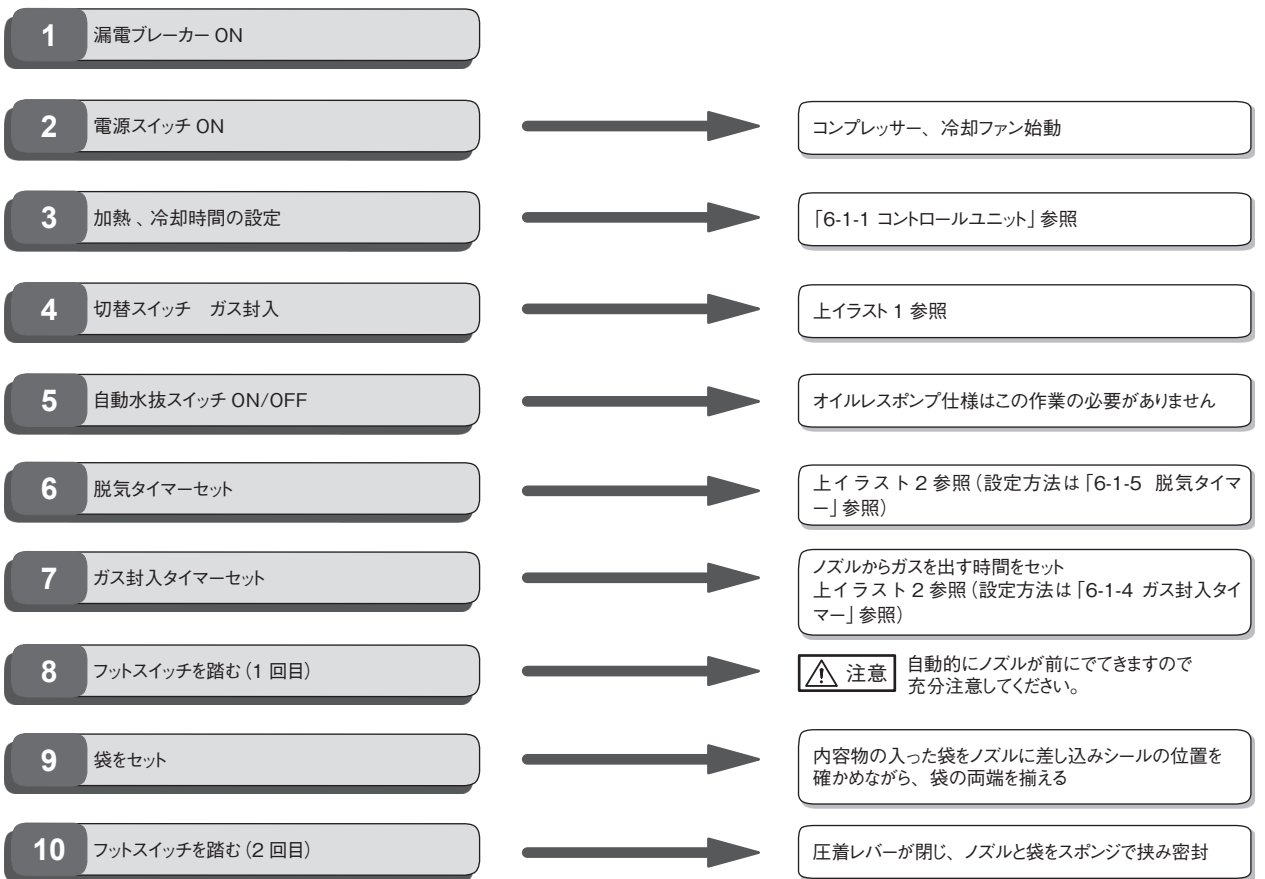 1 漏電ブレーカー ON
2 電源スイッチ ON
コンプレッサー、冷却ファン始動
3 加熱、冷却時間の設定
「6-1-1 コントロールユニット」参照
4 切替スイッチ　ガス封入
上イラスト 1 参照
5 自動水抜スイッチ ON/OFF
オイルレスポンプ仕様はこの作業の必要がありません
6 脱気タイマーセット
上イラスト 2 参照（設定方法は「6-1-5 脱気タイマ
ー」参照）
7 ガス封入タイマーセット
ノズルからガスを出す時間をセット
上イラスト 2 参照（設定方法は「6-1-4 ガス封入タイ
マー」参照）
8 フットスイッチを踏む（1 回目）
注意
自動的にノズルが前にでてきますので
充分注意してください。
9 袋をセット
内容物の入った袋をノズルに差し込みシールの位置を
確かめながら、袋の両端を揃える
10 フットスイッチを踏む（2 回目）
圧着レバーが閉じ、ノズルと袋をスポンジで挟み密封